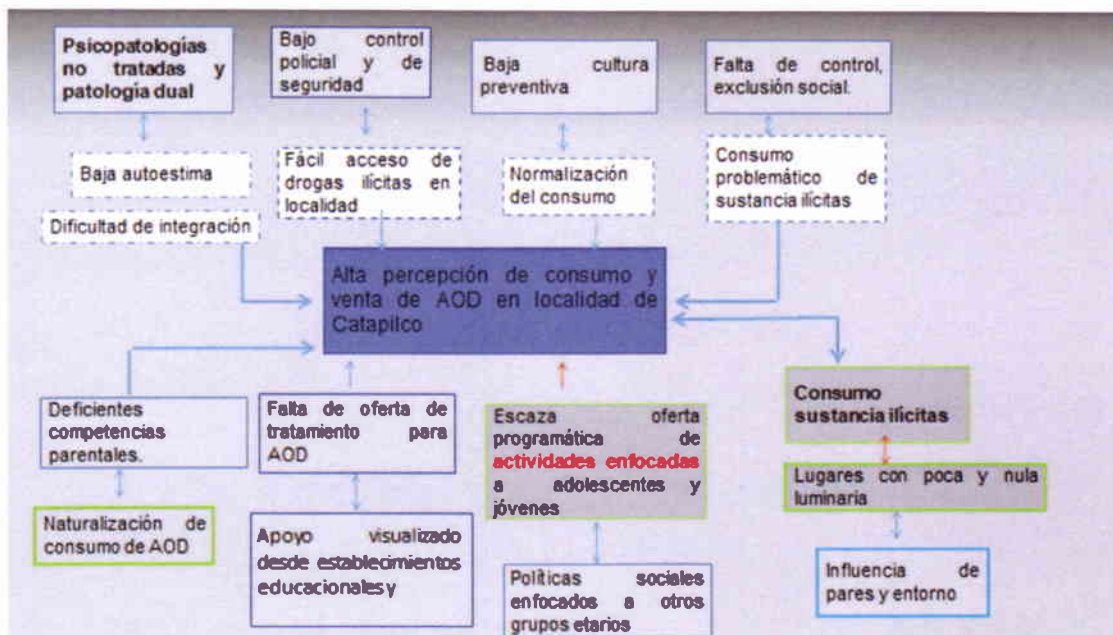 Psicopatologías
no tratadas y
patología dual
Bajo control
policial y de
seguridad
Baja cultura
preventiva
Falta de control,
exclusión social.
Baja autoestima
Dificultad de integración
Fácil acceso de
drogas ilícitas en
localidad
Normalización
del consumo
Consumo
problemático de
sustancia ilícitas
Alta percepción de consumo y
venta de AOD en localidad de
Catapilco
Deficientes
competencias
parentales.
Falta de oferta de
tratamiento para
AOD
Escaza oferta
programática de
actividades enfocadas
a adolescentes y
jóvenes
Consumo
sustancia ilícitas
Lugares con poca y nula
luminaria
Naturalización de
consumo de AOD
Apoyo visualizado
desde establecimientos
educacionales y
Políticas sociales
enfocados a otros
grupos etarios
Influencia de
pares y entorno